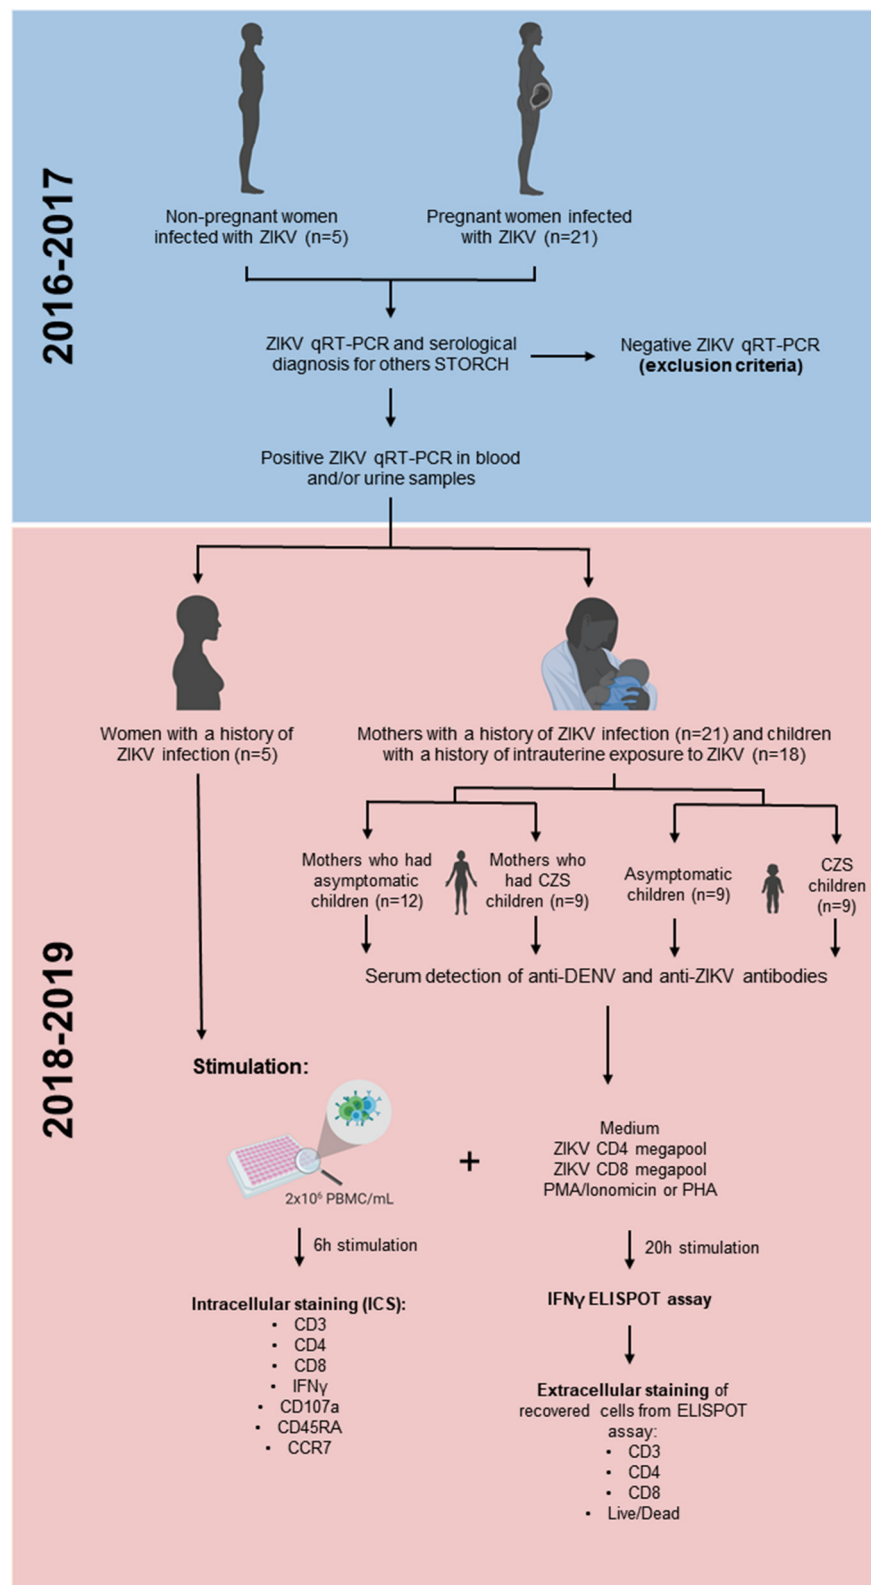 2016-2017
Non-pregnant women
infected with ZIKV (n=5)
Pregnant women infected
with ZIKV (n=21)
ZIKV qRT-PCR and serological
diagnosis for others STORCH
Negative ZIKV qRT-PCR
(exclusion criteria)
Positive ZIKV qRT-PCR in blood
and/or urine samples
2018-2019
Women with a history of
ZIKV infection (n=5)
Mothers with a history of ZIKV infection (n=21) and children
with a history of intrauterine exposure to ZIKV (n=18)
Mothers who had
asymptomatic
children (n=12)
Mothers who
had CZS
children (n=9)
Asymptomatic
children (n=9)
CZS
children
(n=9)
Serum detection of anti-DENV and anti-ZIKV antibodies
Stimulation:
2x10⁶ PBMC/mL
+
Medium
ZIKV CD4 megapool
ZIKV CD8 megapool
PMA/Ionomicin or PHA
6h stimulation
20h stimulation
Intracellular staining (ICS):
• CD3
• CD4
• CD8
• IFNγ
• CD107a
• CD45RA
• CCR7
IFNγ ELISPOT assay
Extracellular staining of
recovered cells from ELISPOT
assay:
• CD3
• CD4
• CD8
• Live/Dead